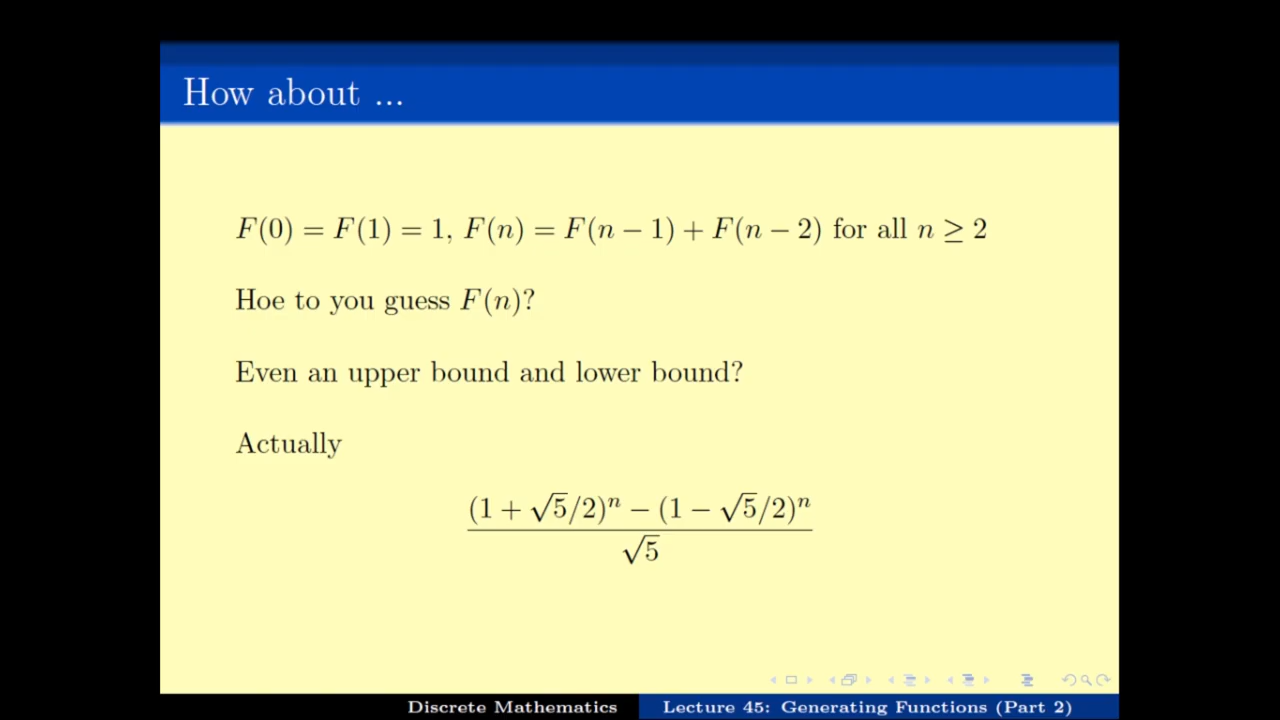 How about ...
F(0) = F(1) = 1, F(n) = F(n − 1) + F(n − 2) for all n ≥ 2
Hoe to you guess F(n)?
Even an upper bound and lower bound?
Actually
(1 + √5/2)ⁿ − (1 − √5/2)ⁿ
√5
Discrete Mathematics Lecture 45: Generating Functions (Part 2)